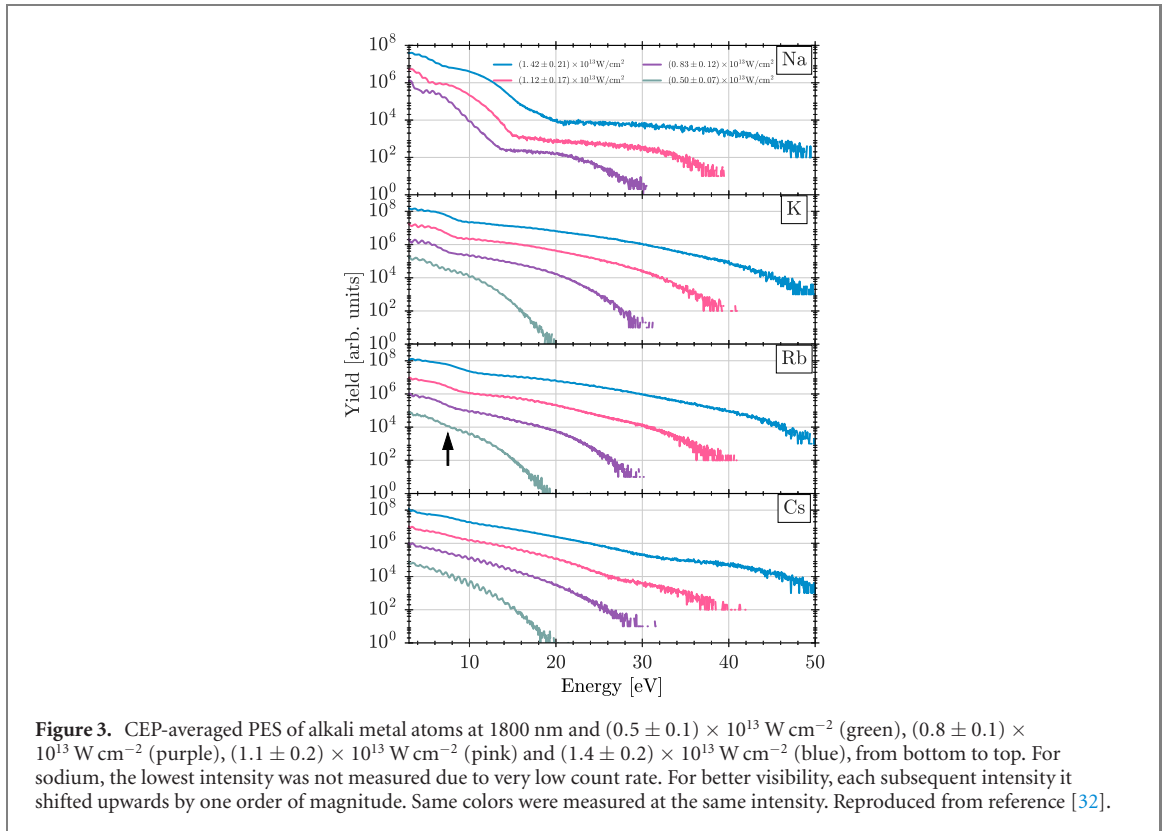 10^8
10^6
10^4
10^2
10^0
(1.42 ± 0.21) × 10^13 W/cm^2
(1.12 ± 0.17) × 10^13 W/cm^2
(0.83 ± 0.12) × 10^13 W/cm^2
(0.50 ± 0.07) × 10^13 W/cm^2
Na
10^8
10^6
10^4
10^2
10^0
K
10^8
10^6
10^4
10^2
10^0
Rb
10^8
10^6
10^4
10^2
10^0
Cs
Yield [arb. units]
10 20 30 40 50
Energy [eV]
Figure 3. CEP-averaged PES of alkali metal atoms at 1800 nm and (0.5 ± 0.1) × 10^13 W cm^−2 (green), (0.8 ± 0.1) ×
10^13 W cm^−2 (purple), (1.1 ± 0.2) × 10^13 W cm^−2 (pink) and (1.4 ± 0.2) × 10^13 W cm^−2 (blue), from bottom to top. For
sodium, the lowest intensity was not measured due to very low count rate. For better visibility, each subsequent intensity it
shifted upwards by one order of magnitude. Same colors were measured at the same intensity. Reproduced from reference [32].